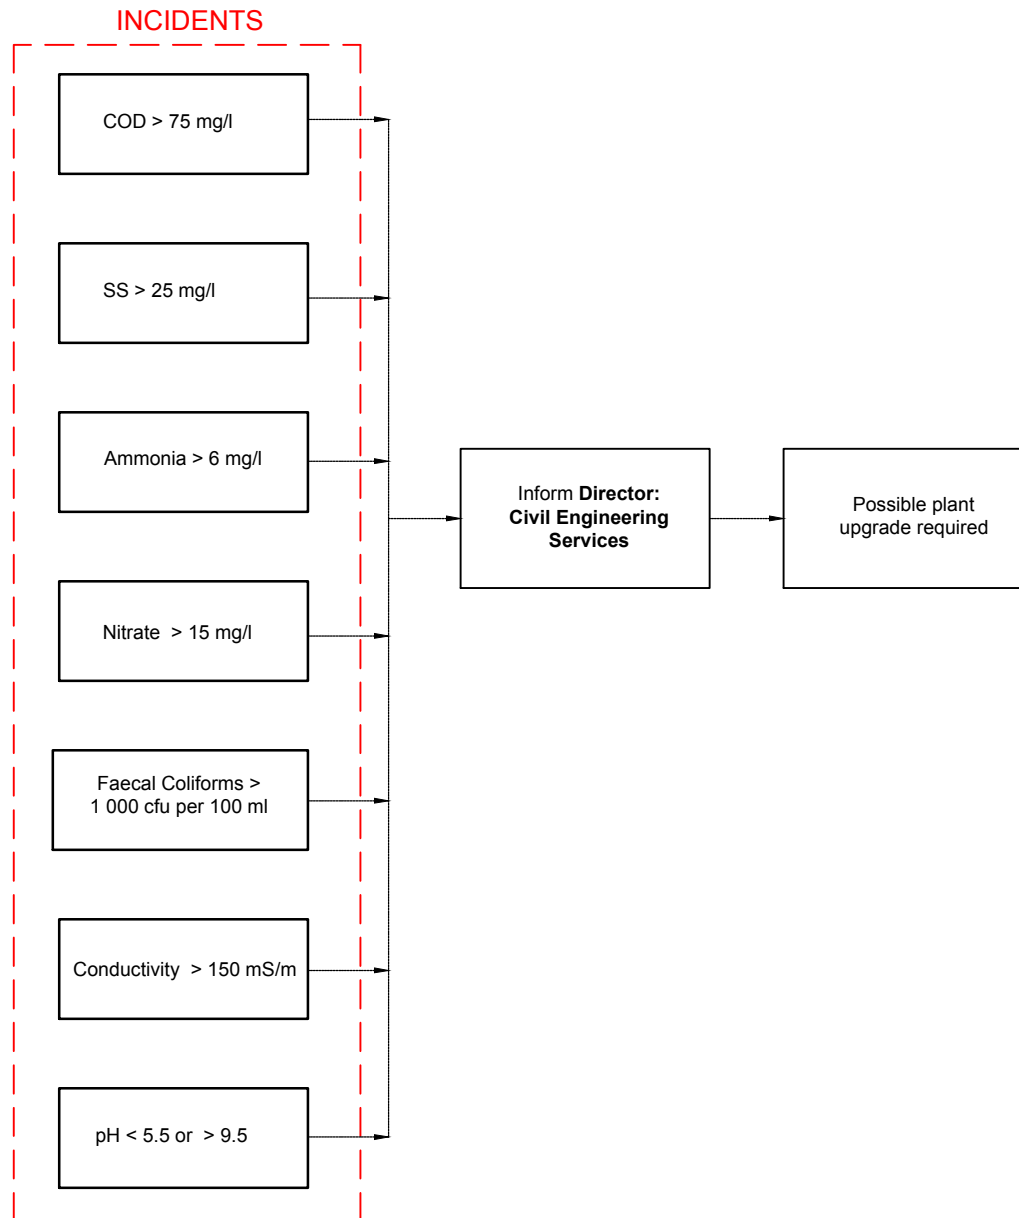 INCIDENTS
COD > 75 mg/l
SS > 25 mg/l
Ammonia > 6 mg/l
Nitrate > 15 mg/l
Faecal Coliforms >
1 000 cfu per 100 ml
Conductivity > 150 mS/m
pH < 5.5 or > 9.5
Inform Director:
Civil Engineering
Services
Possible plant
upgrade required